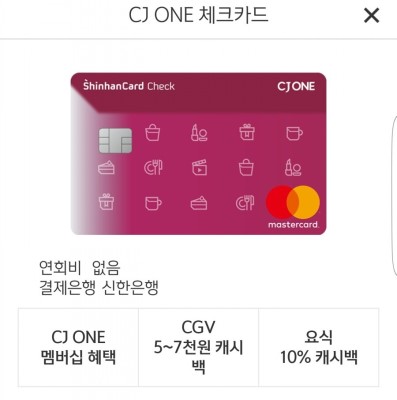 CJ ONE 체크카드
ShinhanCard Check
CJ ONE
mastercard.
연회비 없음
결제은행 신한은행
CJ ONE
멤버십 혜택
CGV
5~7천원 캐시
백
요식
10% 캐시백